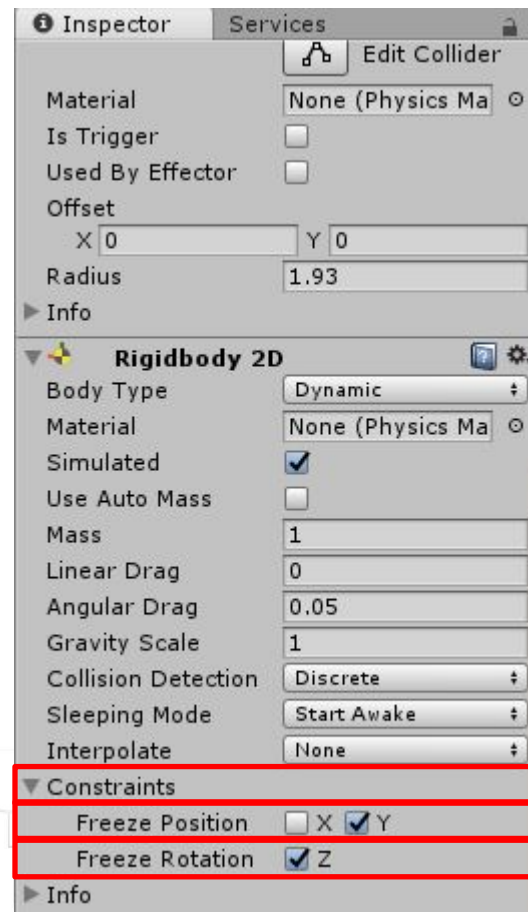 Inspector Services
Edit Collider
Material None (Physics Ma
Is Trigger
Used By Effector
Offset
X 0 Y 0
Radius 1.93
Info
Rigidbody 2D
Body Type Dynamic
Material None (Physics Ma
Simulated
Use Auto Mass
Mass 1
Linear Drag 0
Angular Drag 0.05
Gravity Scale 1
Collision Detection Discrete
Sleeping Mode Start Awake
Interpolate None
Constraints
Freeze Position X Y
Freeze Rotation Z
Info